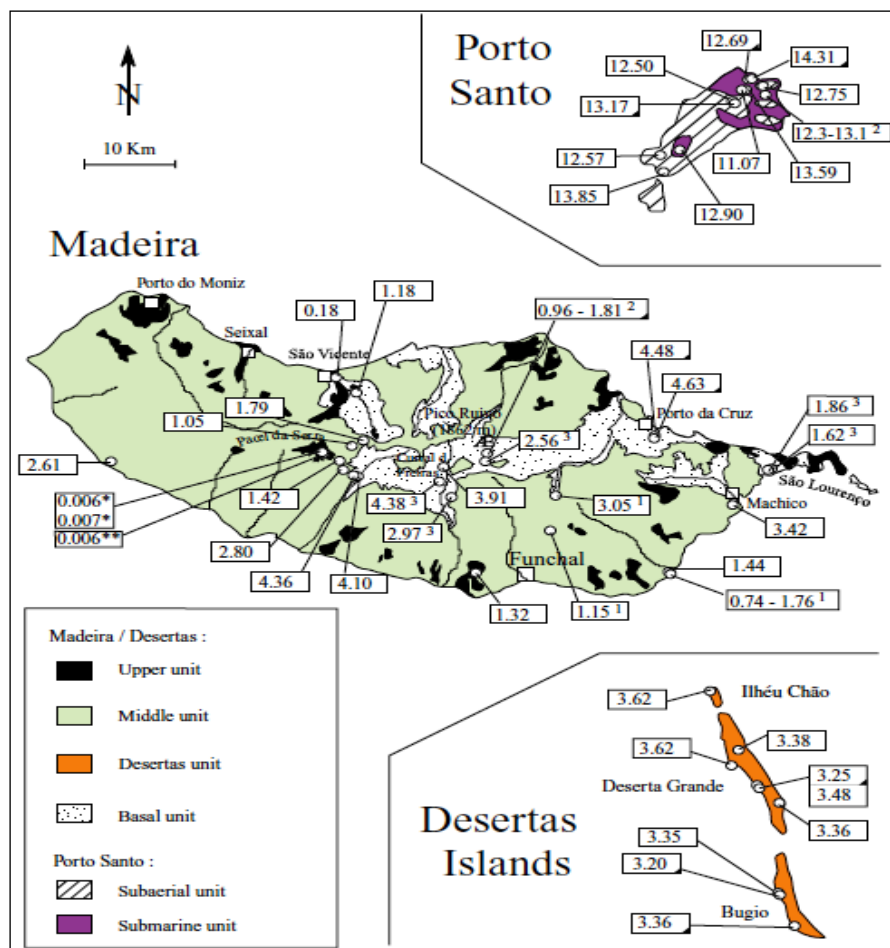 Porto
Santo
12.69
14.31
12.50
13.17
12.75
12.3-13.1 2
12.57
11.07
13.59
13.85
12.90
N
10 Km
Madeira
Porto do Moniz
1.18
0.18
0.96 - 1.81 2
Seixal
São Vicente
4.48
4.63
Pico Ruivo
(1862 m)
Porto da Cruz
1.86 3
1.05
1.79
1.62 3
Paúl da Serra
2.56 3
Curral d.
Freiras
São Lourenço
2.61
0.006*
0.007*
0.006**
1.42
4.38 3
3.91
3.05 1
Machico
2.97 3
3.42
2.80
Funchal
4.36
4.10
1.44
1.32
1.15 1
0.74 - 1.76 1
Madeira / Desertas :
Upper unit
Middle unit
Desertas unit
Basal unit
Porto Santo :
Subaerial unit
Submarine unit
Ilhéu Chão
3.62
3.38
3.62
3.25
Deserta Grande
3.48
Desertas
Islands
3.36
3.35
3.20
Bugio
3.36